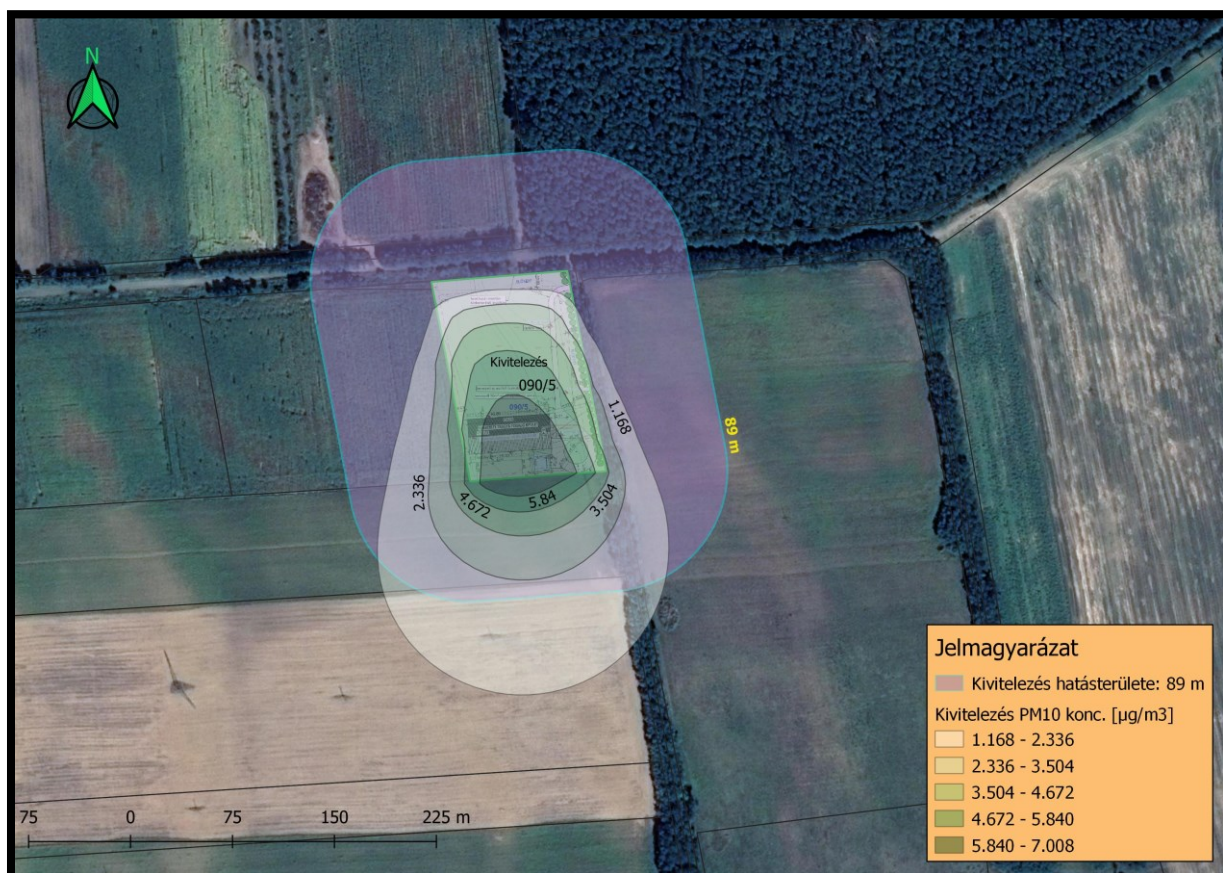 N
Kivitelezés
090/5
090/5
1.168
89 m
2.336
4.672
5.84
3.504
75 0 75 150 225 m
Jelmagyarázat
Kivitelezés hatásterülete: 89 m
Kivitelezés PM10 konc. [µg/m3]
1.168 - 2.336
2.336 - 3.504
3.504 - 4.672
4.672 - 5.840
5.840 - 7.008